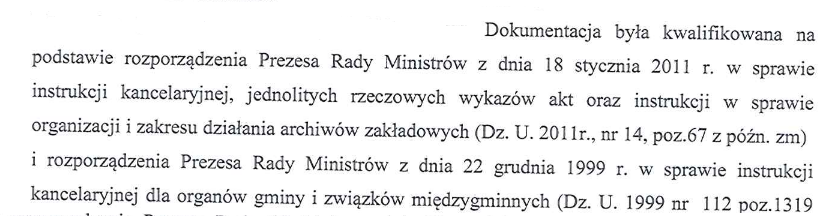 Dokumentacja była kwalifikowana na
podstawie rozporządzenia Prezesa Rady Ministrów z dnia 18 stycznia 2011 r. w sprawie
instrukcji kancelaryjnej, jednolitych rzeczowych wykazów akt oraz instrukcji w sprawie
organizacji i zakresu działania archiwów zakładowych (Dz. U. 2011r., nr 14, poz.67 z późn. zm)
i rozporządzenia Prezesa Rady Ministrów z dnia 22 grudnia 1999 r. w sprawie instrukcji
kancelaryjnej dla organów gminy i związków międzygminnych (Dz. U. 1999 nr 112 poz.1319